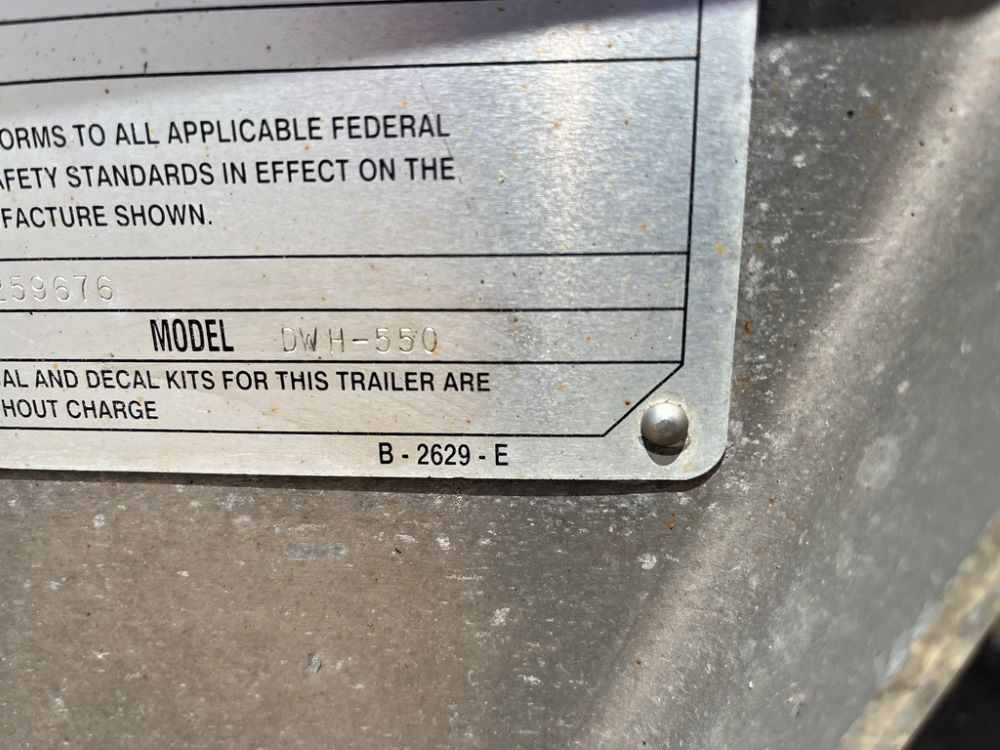 ORMS TO ALL APPLICABLE FEDERAL
AFETY STANDARDS IN EFFECT ON THE
FACTURE SHOWN.
259676
MODEL DWH-550
AL AND DECAL KITS FOR THIS TRAILER ARE
HOUT CHARGE
B - 2629 - E